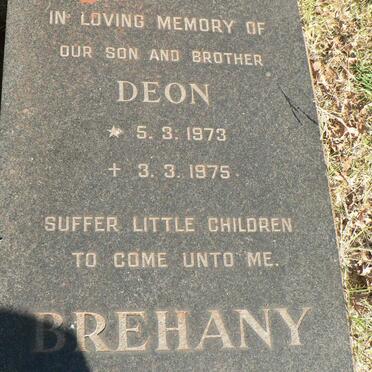 IN LOVING MEMORY OF
OUR SON AND BROTHER
DEON
★ 5. 3. 1973
+ 3. 3. 1975.
SUFFER LITTLE CHILDREN
TO COME UNTO ME.
BREHANY